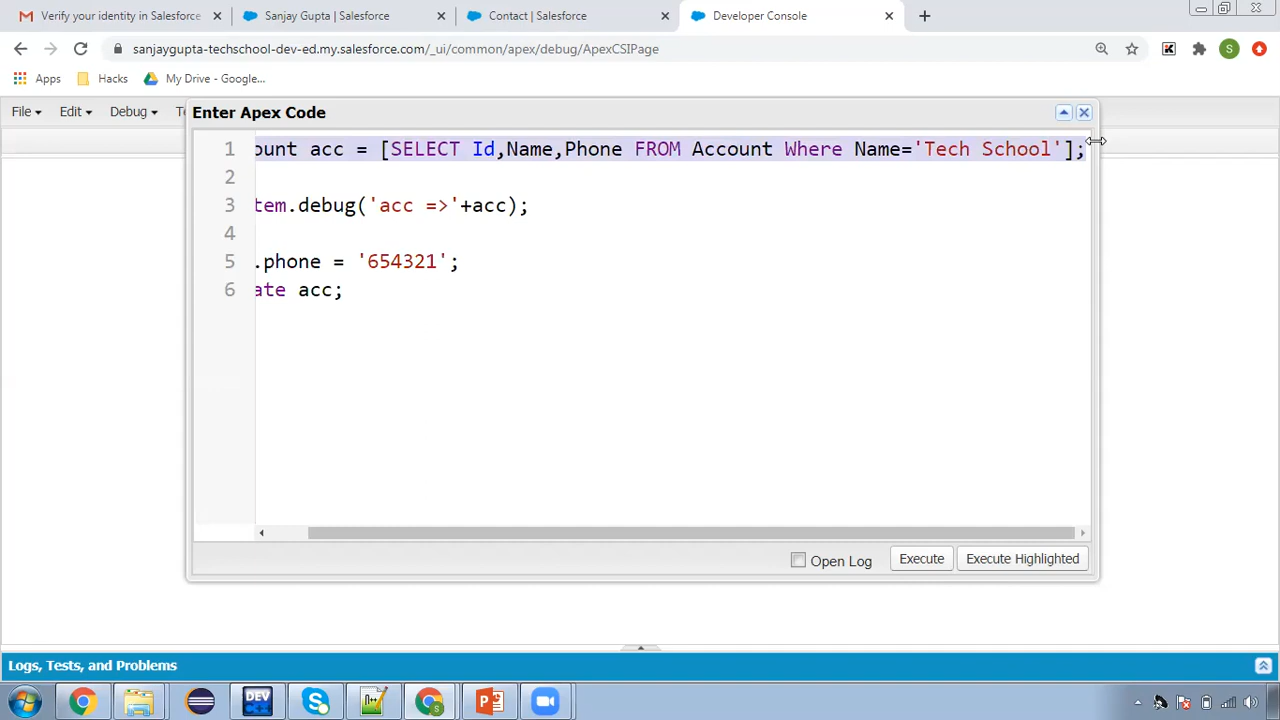 Verify your identity in Salesforce
Sanjay Gupta | Salesforce
Contact | Salesforce
Developer Console
sanjaygupta-techschool-dev-ed.my.salesforce.com/_ui/common/apex/debug/ApexCSIPage
S
Apps
Hacks
My Drive - Google...
File
Edit
Debug
Enter Apex Code
1 ount acc = [SELECT Id,Name,Phone FROM Account Where Name='Tech School'];
2
3 tem.debug('acc =>'+acc);
4
5 .phone = '654321';
6 ate acc;
Open Log
Execute
Execute Highlighted
Logs, Tests, and Problems
DEV